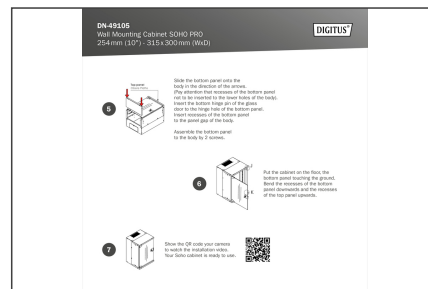 DN-49105
Wall Mounting Cabinet SOHO PRO
254 mm (10") - 315 x 300 mm (WxD)
DIGITUS®
5
Slide the bottom panel onto the
body in the direction of the arrows.
(Pay attention that recesses of the bottom panel
not to be inserted to the lower holes of the body).
Insert the bottom hinge pin of the glass
door to the hinge hole of the bottom panel.
Insert recesses of the bottom panel
to the panel gap of the body.
Assemble the bottom panel
to the body by 2 screws.
6
Put the cabinet on the floor, the
bottom panel touching the ground.
Bend the recesses of the bottom
panel downwards and the recesses
of the top panel upwards.
7
Show the QR code your camera
to watch the installation video.
Your Soho cabinet is ready to use.